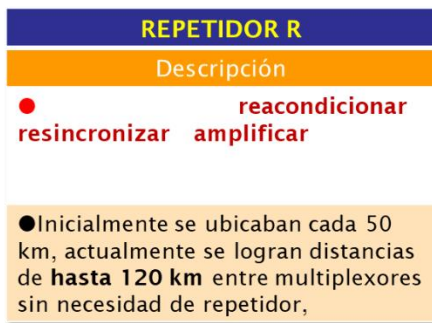 REPETIDOR R
Descripción
● reacondicionar
resincronizar amplificar
●Inicialmente se ubicaban cada 50
km, actualmente se logran distancias
de hasta 120 km entre multiplexores
sin necesidad de repetidor,